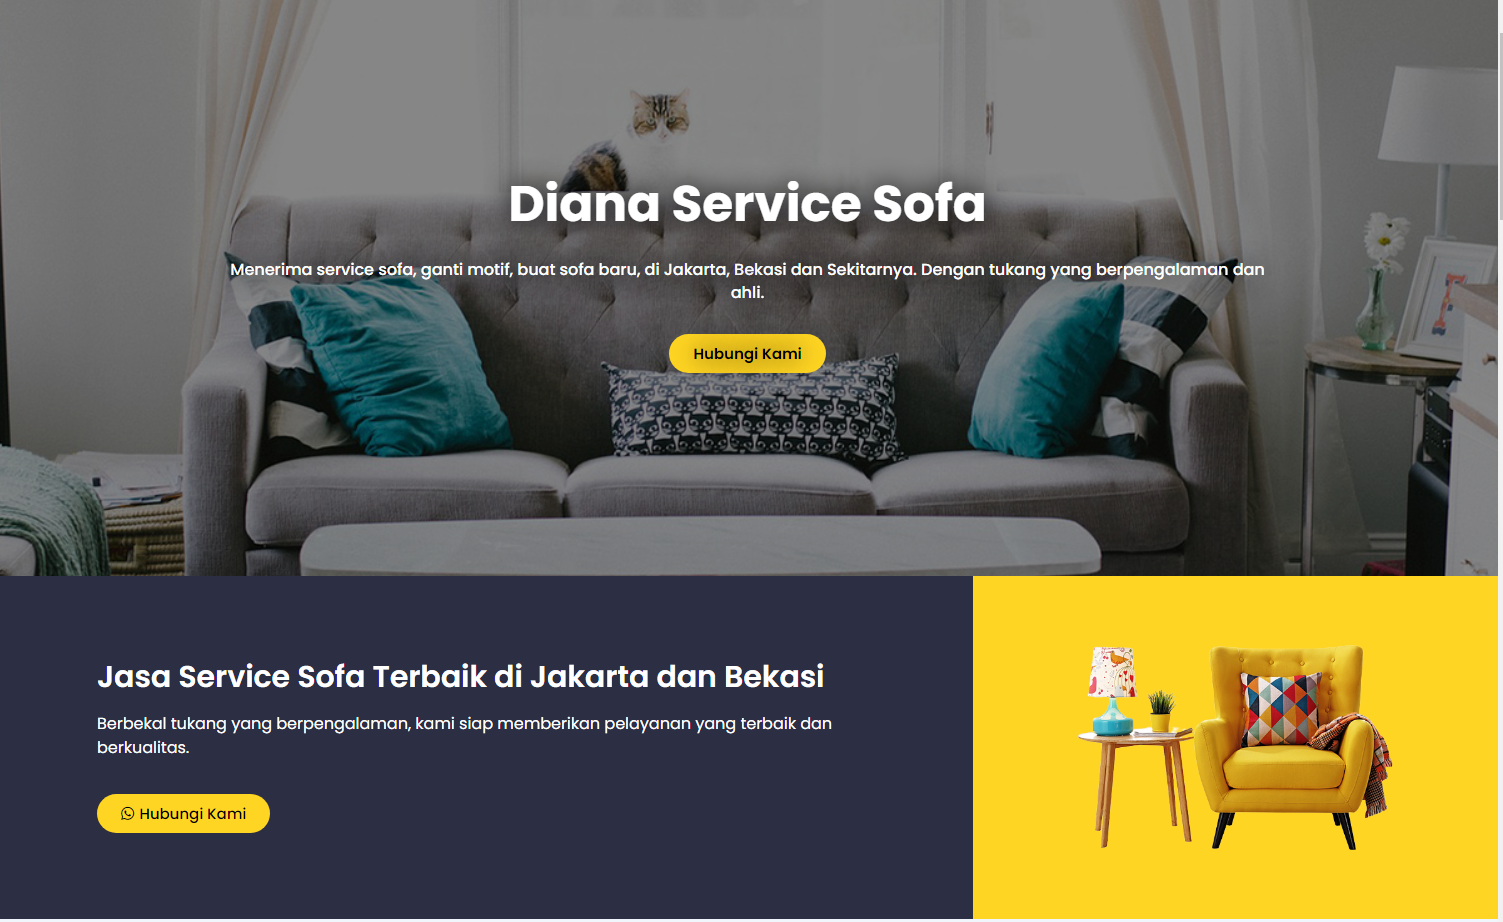 Diana Service Sofa
Menerima service sofa, ganti motif, buat sofa baru, di Jakarta, Bekasi dan Sekitarnya. Dengan tukang yang berpengalaman dan
ahli.
Hubungi Kami
Jasa Service Sofa Terbaik di Jakarta dan Bekasi
Berbekal tukang yang berpengalaman, kami siap memberikan pelayanan yang terbaik dan
berkualitas.
Hubungi Kami